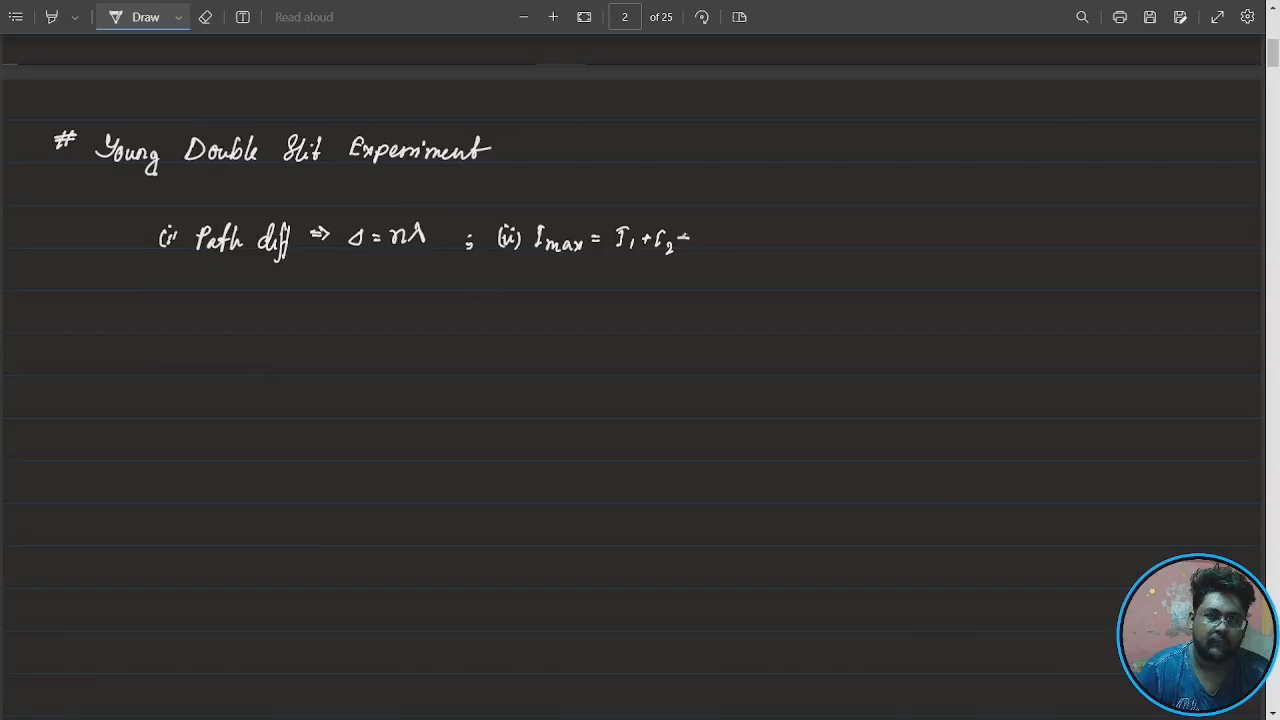 Draw
Read aloud
2 of 25
# Young Double Slit Experiment
(i) Path diff ⇒ Δ = nλ ; (ii) Imax = I1 + I2 -